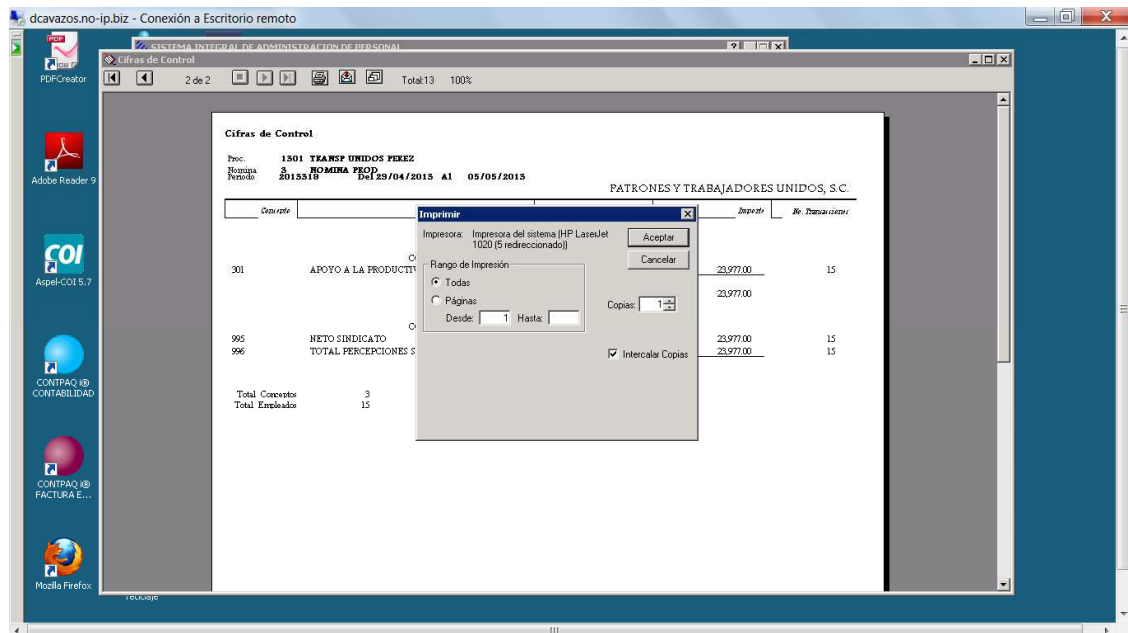 dcavazos.no-ip.biz - Conexión a Escritorio remoto
PDFCreator
Adobe Reader 9
Aspel-COI 5.7
CONTPAQ i®
CONTABILIDAD
CONTPAQ i®
FACTURA E...
Mozilla Firefox
reciclaje
SISTEMA INTEGRAL DE ADMINISTRACION DE PERSONAL
Cifras de Control
2 de 2 Total:13 100%
Cifras de Control
Proc. 1301 TRANSP UNIDOS PEREZ
Nomina 3 NOMINA PROD
Periodo 2013318 Del 29/04/2013 Al 05/05/2013
PATRONES Y TRABAJADORES UNIDOS, S.C.
Concepto Importe No. Transacciones
301 APOYO A LA PRODUCTIV 23,977.00 15
23,977.00
995 NETO SINDICATO 23,977.00 15
996 TOTAL PERCEPCIONES S 23,977.00 15
Total Conceptos 3
Total Empleados 15
Imprimir
Impresora: Impresora del sistema (HP LaserJet
1020 (5 redireccionado))
Aceptar
Cancelar
Rango de Impresión
Todas
Páginas
Desde: 1 Hasta:
Copias: 1
Intercalar Copias